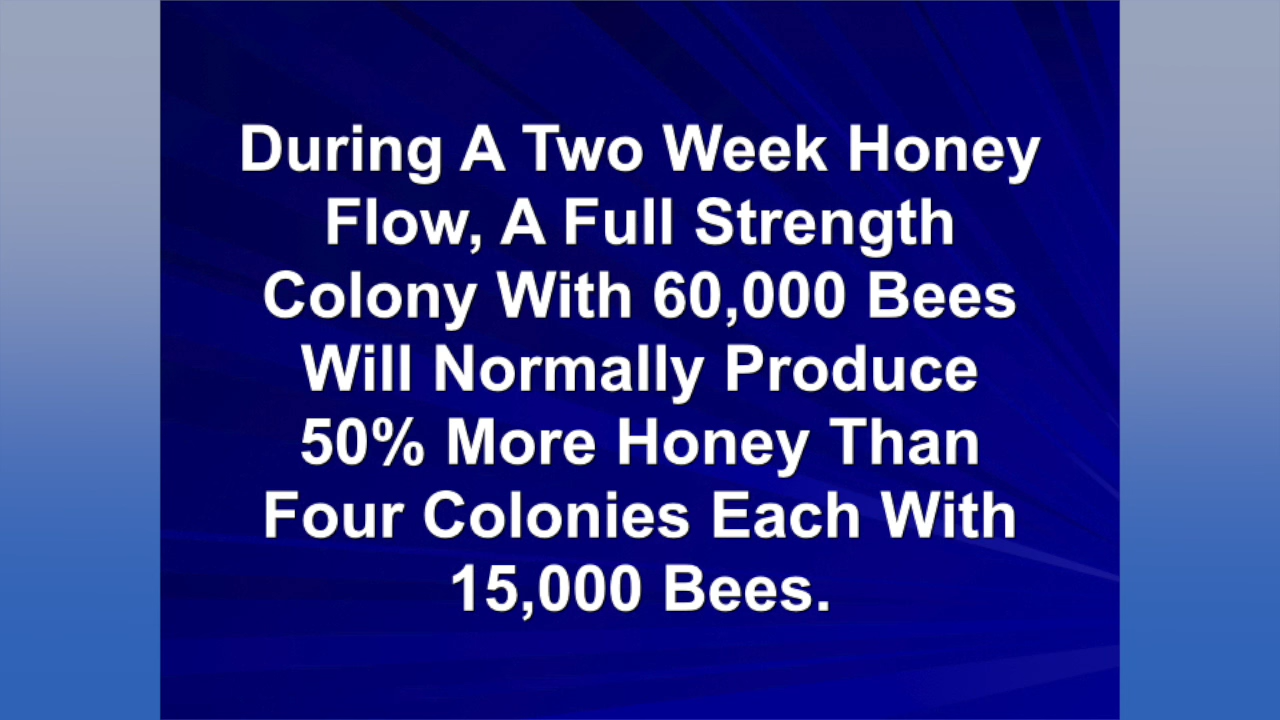 During A Two Week Honey
Flow, A Full Strength
Colony With 60,000 Bees
Will Normally Produce
50% More Honey Than
Four Colonies Each With
15,000 Bees.